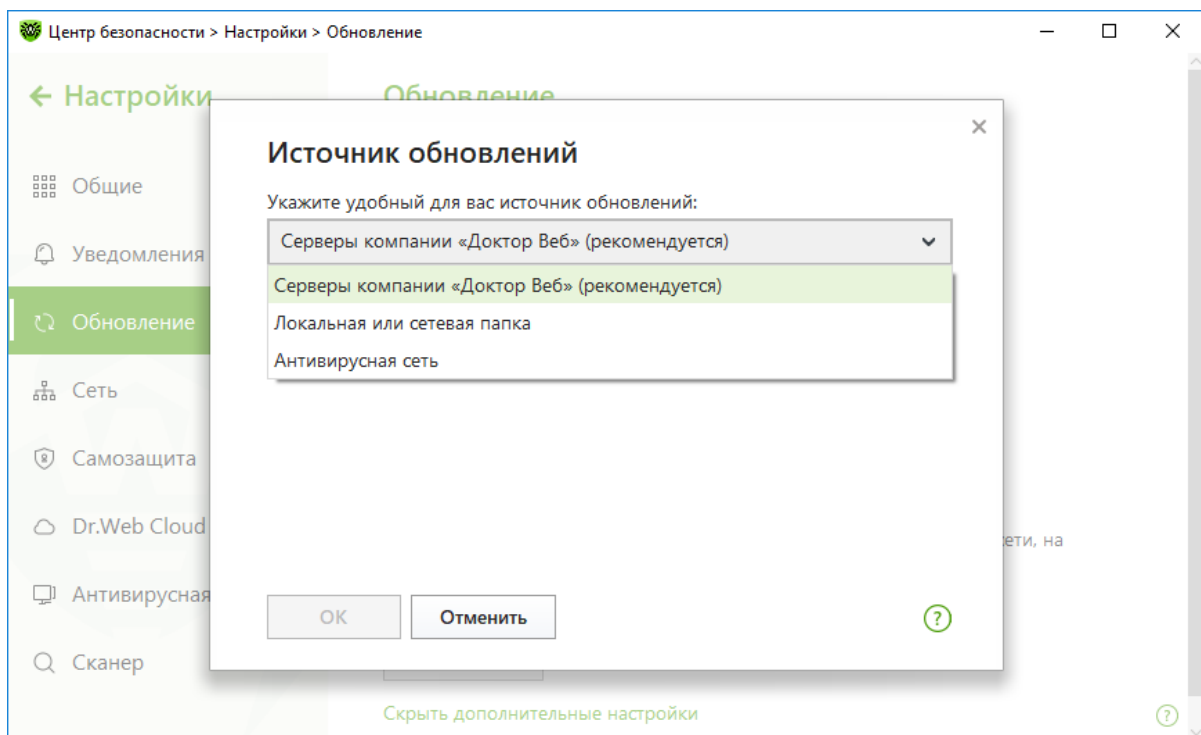 Центр безопасности > Настройки > Обновление
Настройки
Обновление
Общие
Уведомления
Обновление
Сеть
Самозащита
Dr.Web Cloud
Антивирусная
Сканер
Источник обновлений
Укажите удобный для вас источник обновлений:
Серверы компании «Доктор Веб» (рекомендуется)
Серверы компании «Доктор Веб» (рекомендуется)
Локальная или сетевая папка
Антивирусная сеть
ОК
Отменить
?
сети, на
Скрыть дополнительные настройки
?